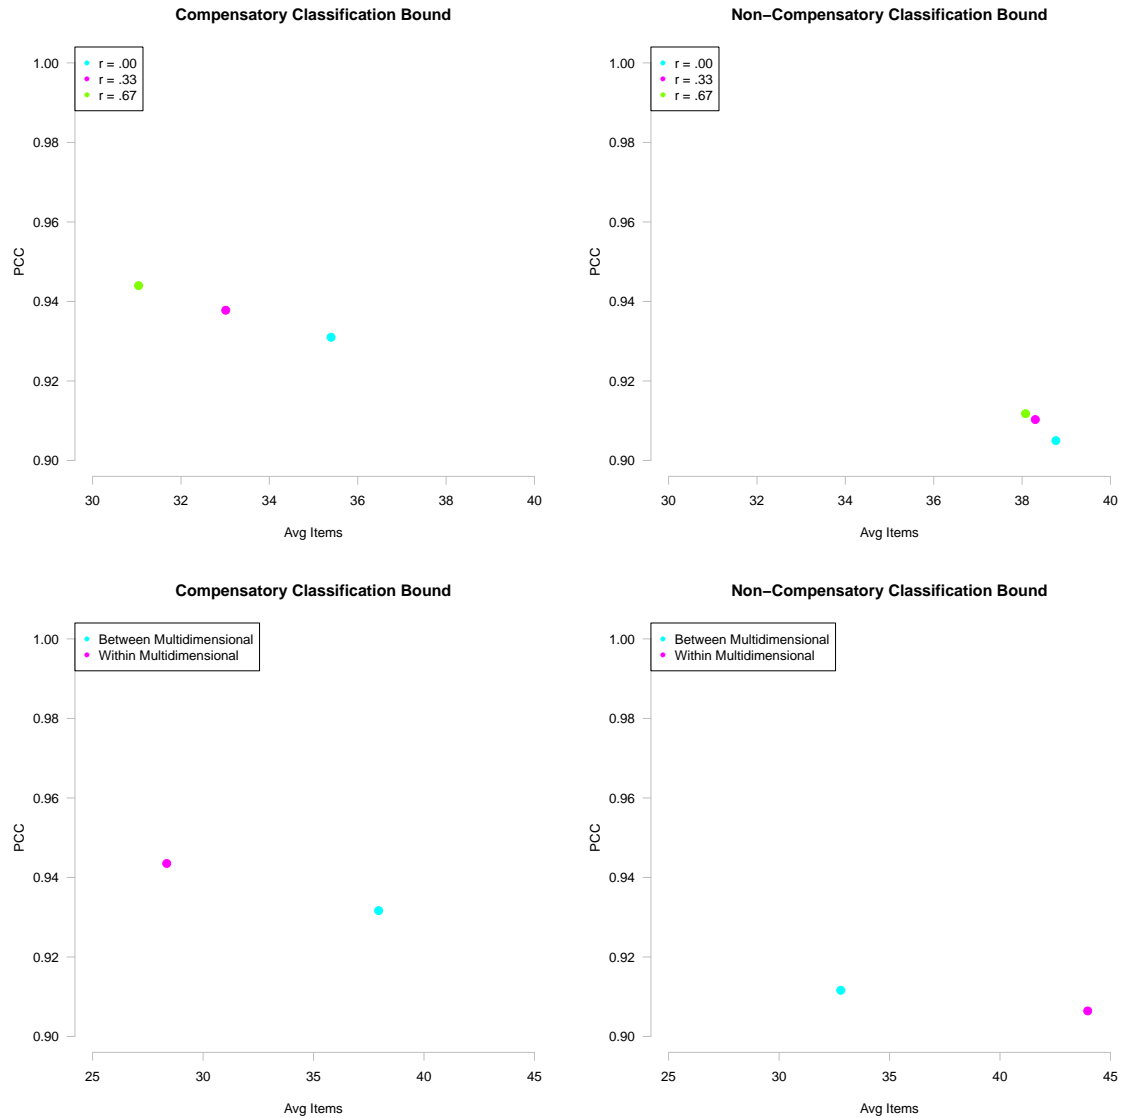 Compensatory Classification Bound
r = .00
r = .33
r = .67
1.00
0.98
0.96
0.94
0.92
0.90
PCC
30 32 34 36 38 40
Avg Items
Non−Compensatory Classification Bound
r = .00
r = .33
r = .67
1.00
0.98
0.96
0.94
0.92
0.90
PCC
30 32 34 36 38 40
Avg Items
Compensatory Classification Bound
Between Multidimensional
Within Multidimensional
1.00
0.98
0.96
0.94
0.92
0.90
PCC
25 30 35 40 45
Avg Items
Non−Compensatory Classification Bound
Between Multidimensional
Within Multidimensional
1.00
0.98
0.96
0.94
0.92
0.90
PCC
25 30 35 40 45
Avg Items